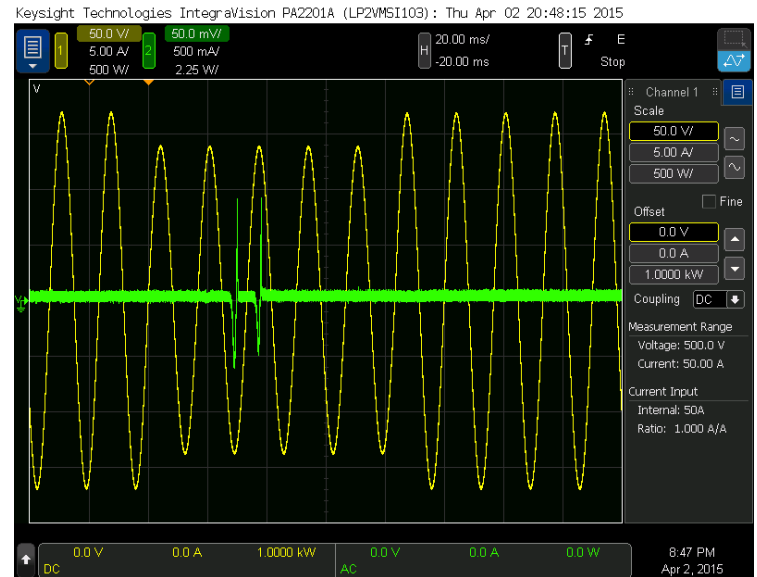 Keysight Technologies IntegraVision PA2201A (LP2VMSI103): Thu Apr 02 20:48:15 2015
1 50.0 V/ 2 50.0 mV/ H 20.00 ms/ T E
5.00 A/ 500 mA/ -20.00 ms Stop
500 W/ 2.25 W/
V
Channel 1
Scale
50.0 V/
5.00 A/
500 W/
Fine
Offset
0.0 V
0.0 A
1.0000 kW
Coupling DC
Measurement Range
Voltage: 500.0 V
Current: 50.00 A
Current Input
Internal: 50A
Ratio: 1.000 A/A
0.0 V 0.0 A 1.0000 kW 0.0 V 0.0 A 0.0 W 8:47 PM
DC AC Apr 2, 2015